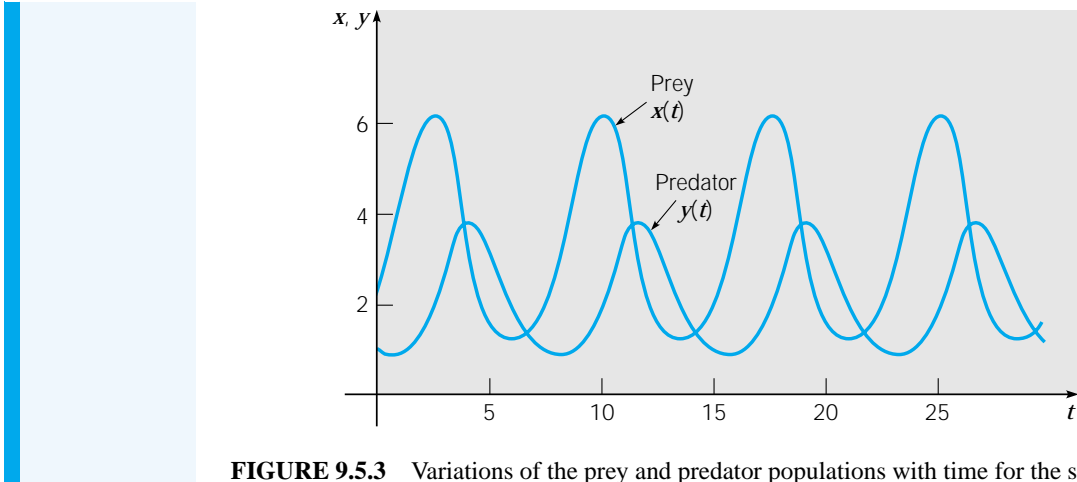 x, y
Prey
x(t)
6
Predator
y(t)
4
2
5 10 15 20 25 t
FIGURE 9.5.3 Variations of the prey and predator populations with time for the s